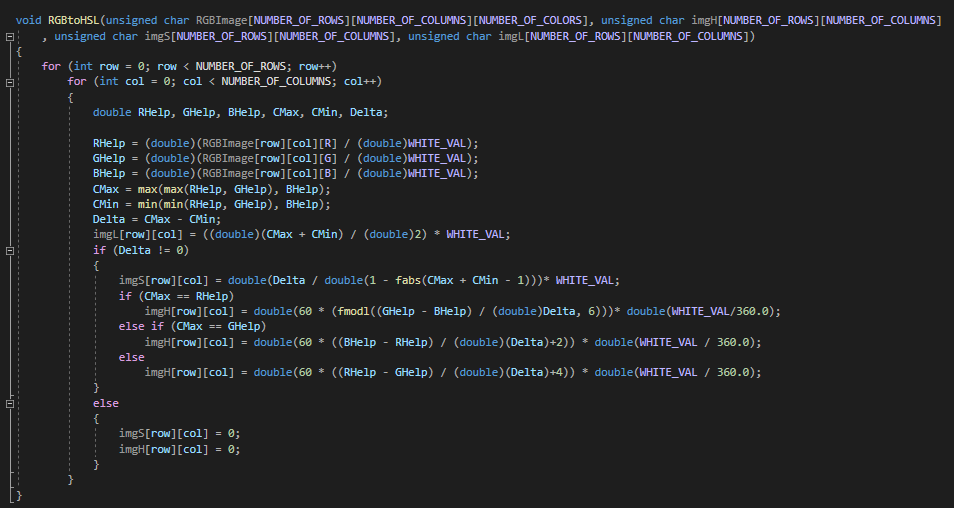 void RGBtoHSL(unsigned char RGBImage[NUMBER_OF_ROWS][NUMBER_OF_COLUMNS][NUMBER_OF_COLORS], unsigned char imgH[NUMBER_OF_ROWS][NUMBER_OF_COLUMNS]
, unsigned char imgS[NUMBER_OF_ROWS][NUMBER_OF_COLUMNS], unsigned char imgL[NUMBER_OF_ROWS][NUMBER_OF_COLUMNS])
{
for (int row = 0; row < NUMBER_OF_ROWS; row++)
for (int col = 0; col < NUMBER_OF_COLUMNS; col++)
{
double RHelp, GHelp, BHelp, CMax, CMin, Delta;
RHelp = (double)(RGBImage[row][col][R] / (double)WHITE_VAL);
GHelp = (double)(RGBImage[row][col][G] / (double)WHITE_VAL);
BHelp = (double)(RGBImage[row][col][B] / (double)WHITE_VAL);
CMax = max(max(RHelp, GHelp), BHelp);
CMin = min(min(RHelp, GHelp), BHelp);
Delta = CMax - CMin;
imgL[row][col] = ((double)(CMax + CMin) / (double)2) * WHITE_VAL;
if (Delta != 0)
{
imgS[row][col] = double(Delta / double(1 - fabs(CMax + CMin - 1)))* WHITE_VAL;
if (CMax == RHelp)
imgH[row][col] = double(60 * (fmodl((GHelp - BHelp) / (double)Delta, 6)))* double(WHITE_VAL/360.0);
else if (CMax == GHelp)
imgH[row][col] = double(60 * ((BHelp - RHelp) / (double)(Delta)+2)) * double(WHITE_VAL / 360.0);
else
imgH[row][col] = double(60 * ((RHelp - GHelp) / (double)(Delta)+4)) * double(WHITE_VAL / 360.0);
}
else
{
imgS[row][col] = 0;
imgH[row][col] = 0;
}
}
}